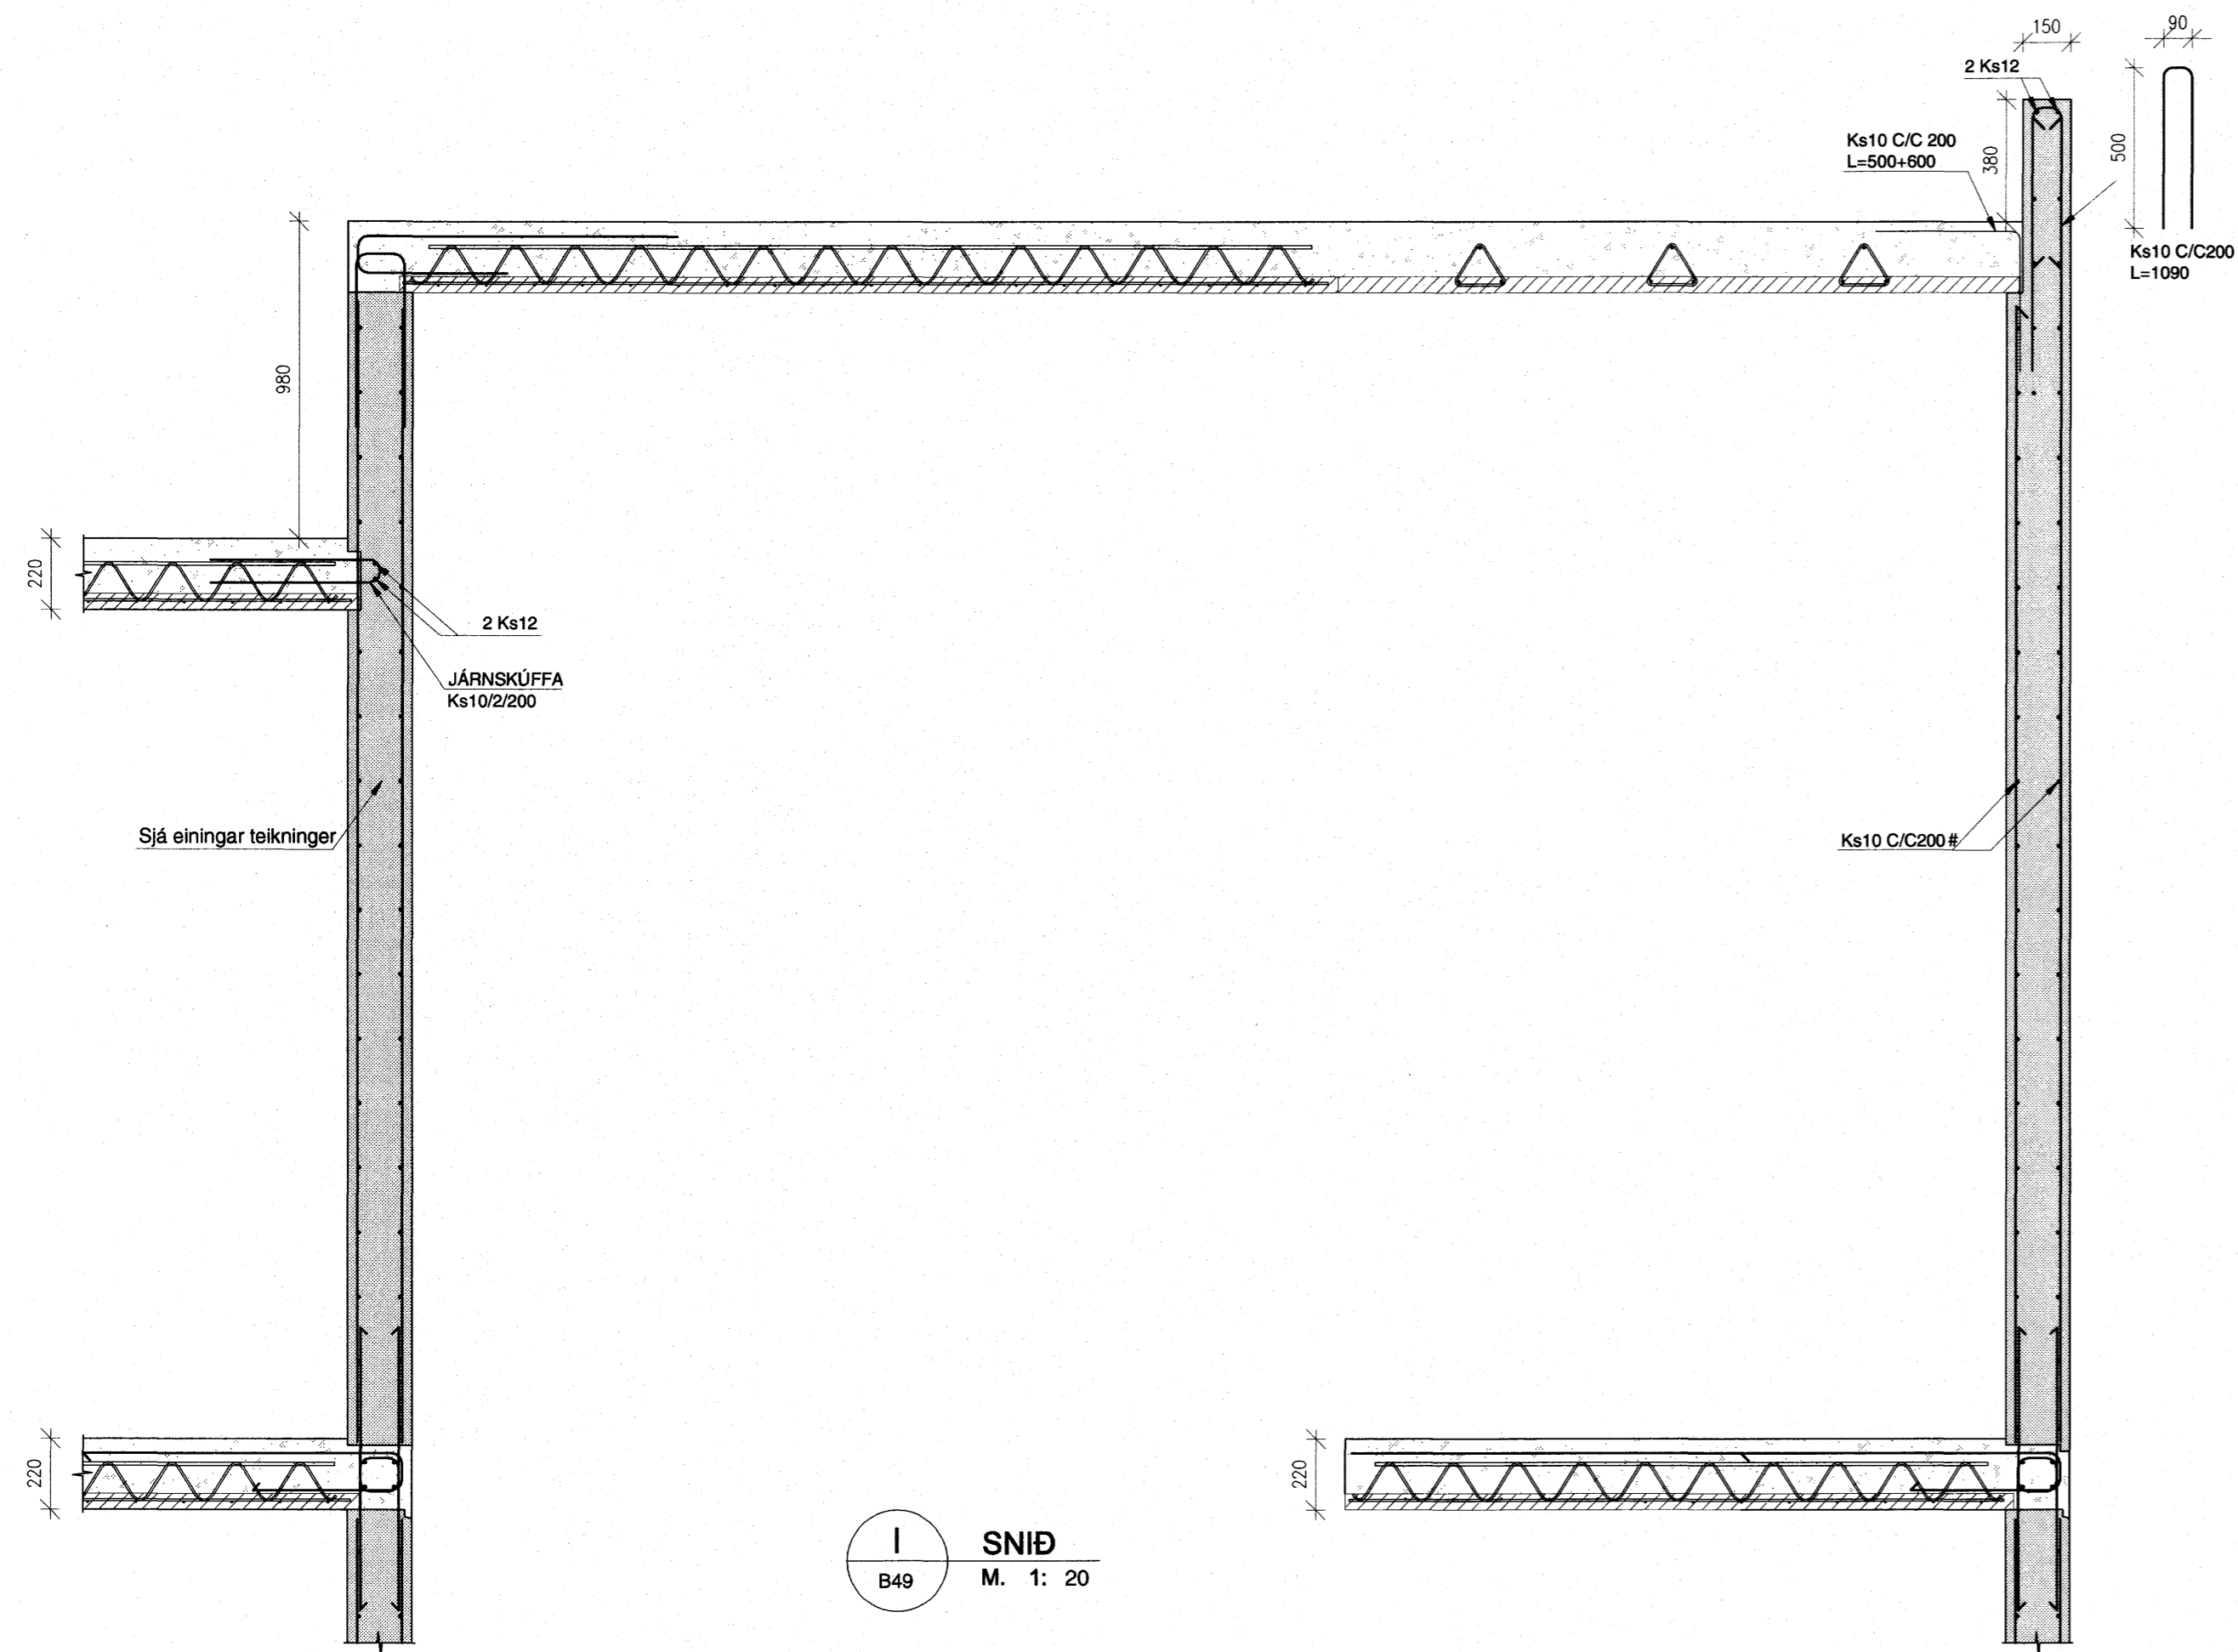 150
90
2 Ks12
Ks10 C/C 200
L=500+600
380
500
Ks10 C/C200
L=1090
980
220
2 Ks12
JÁRNSKÚFFA
Ks10/2/200
Sjá einingar teikninger
Ks10 C/C200#
220
220
I
B49
SNIÐ
M. 1: 20